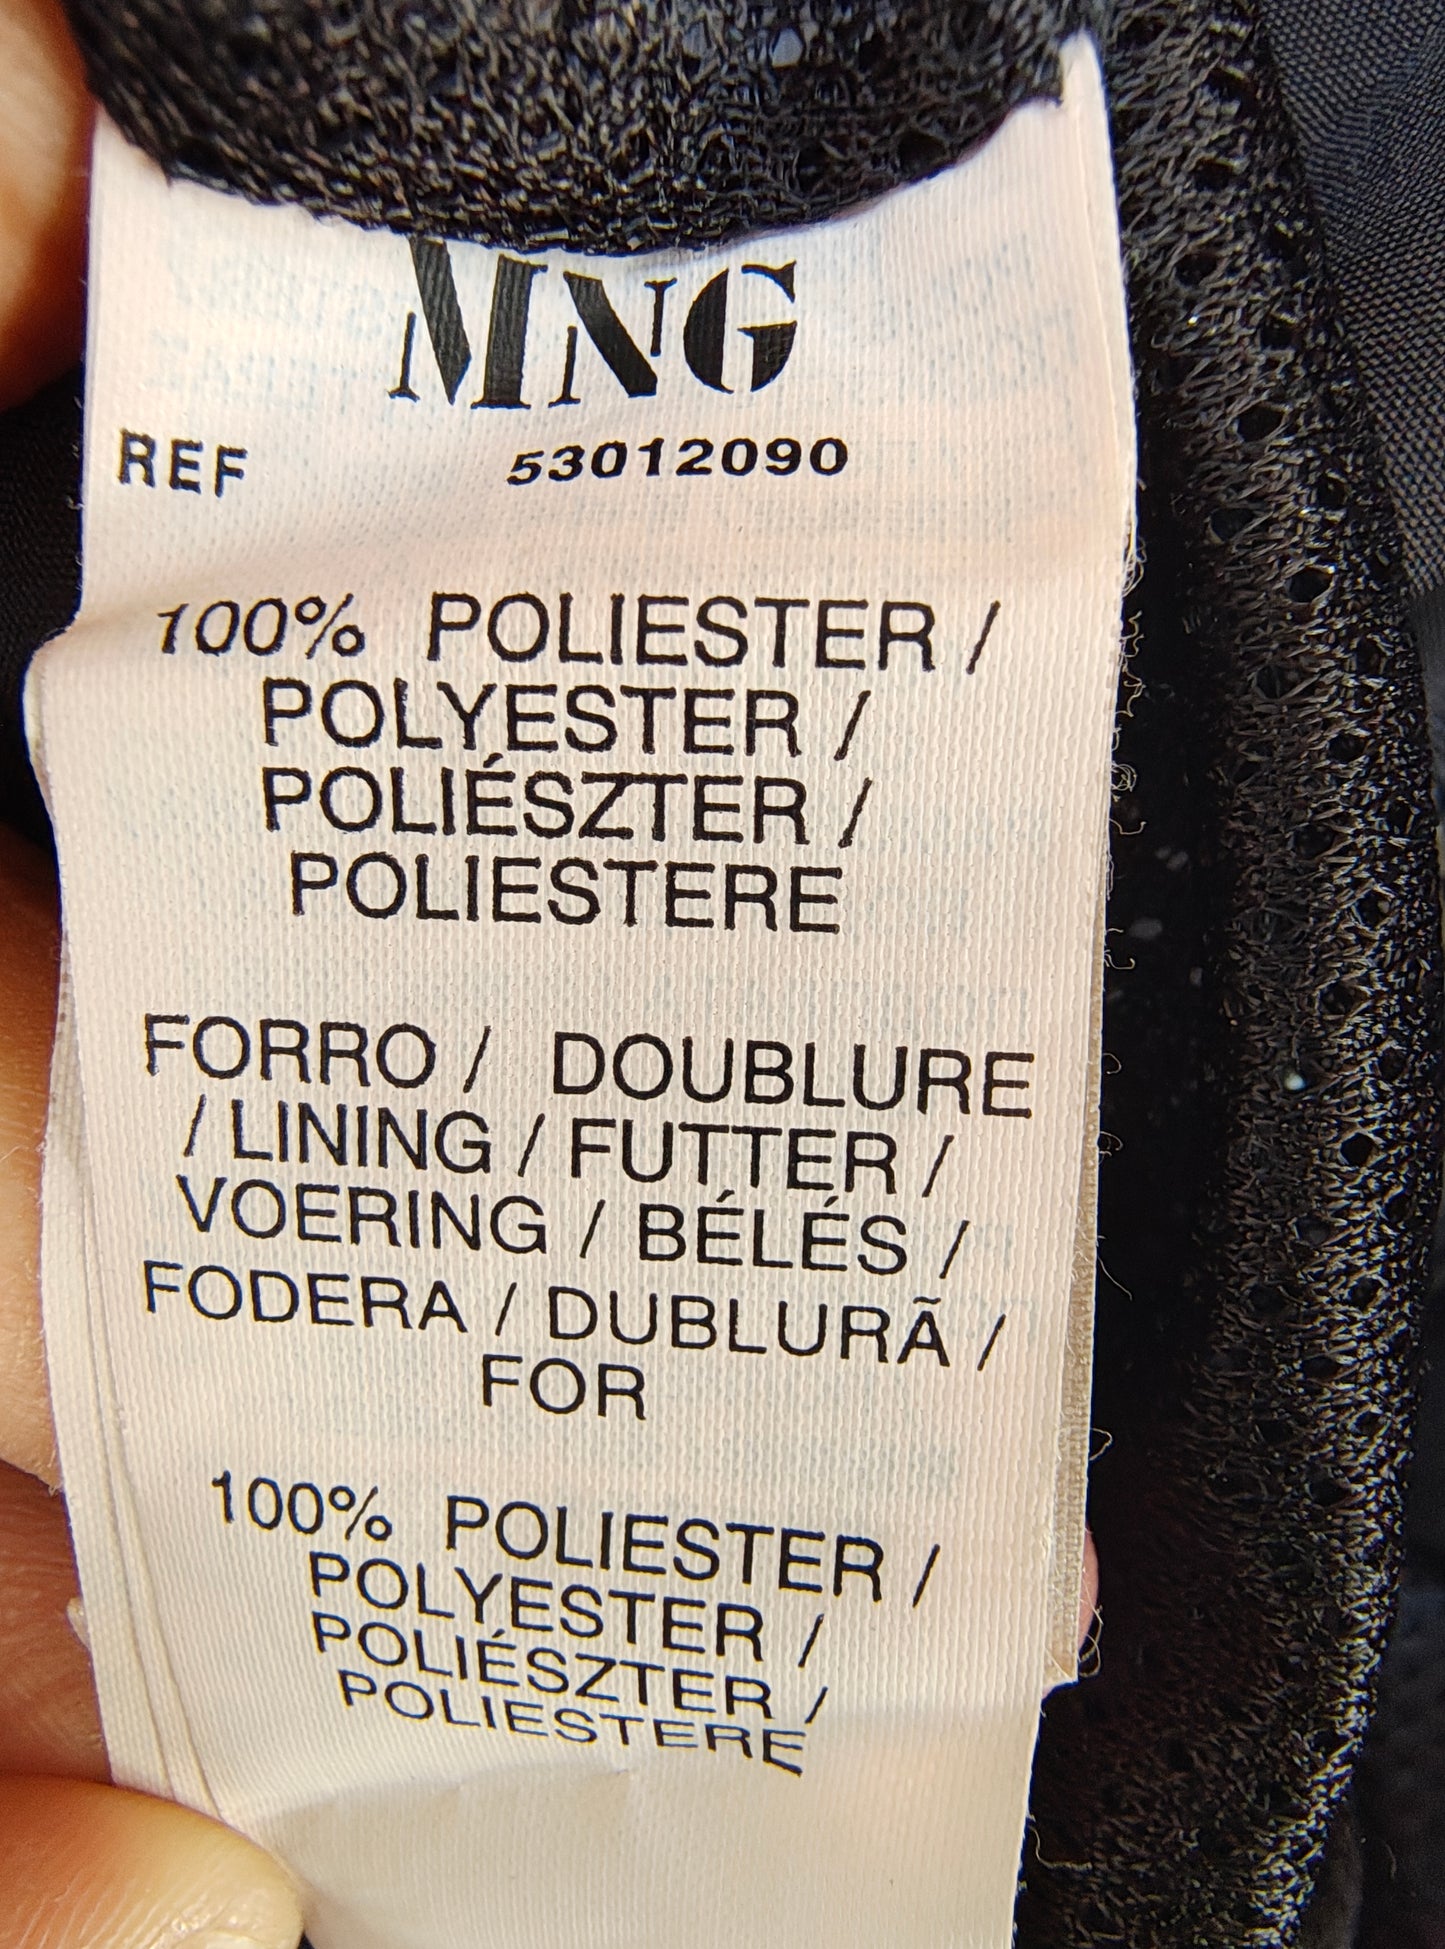 MNG
REF 53012090
100% POLIESTER /
POLYESTER /
POLIÉSZTER /
POLIESTERE
FORRO / DOUBLURE
/ LINING / FUTTER /
VOERING / BÉLÉS /
FODERA / DUBLURÃ /
FOR
100% POLIESTER /
POLYESTER /
POLIÉSZTER /
POLIESTERE